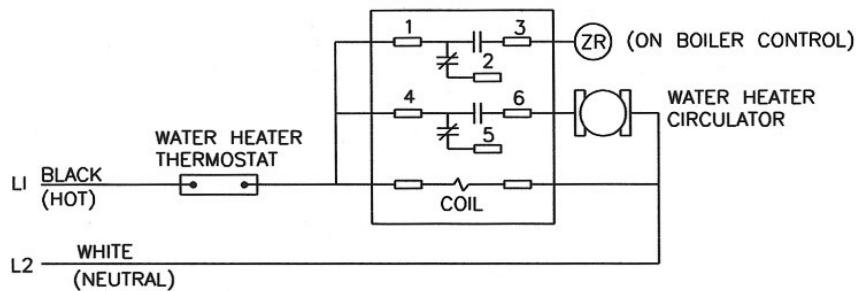 1
3
ZR
(ON BOILER CONTROL)
2
4
6
WATER HEATER
CIRCULATOR
5
WATER HEATER
THERMOSTAT
L1
BLACK
(HOT)
COIL
L2
WHITE
(NEUTRAL)